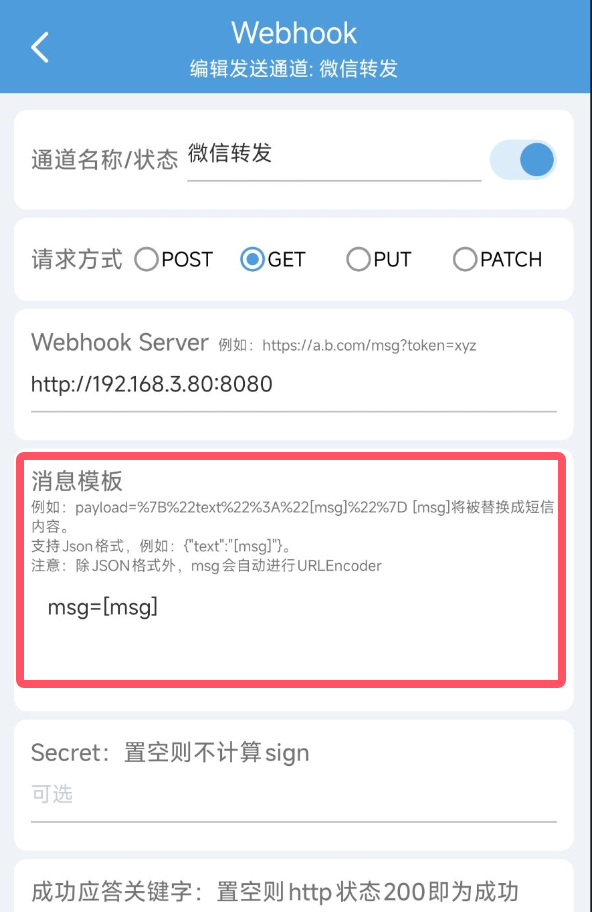 Webhook
编辑发送通道: 微信转发
通道名称/状态 微信转发
请求方式 POST GET PUT PATCH
Webhook Server 例如：https://a.b.com/msg?token=xyz
http://192.168.3.80:8080
消息模板
例如：payload=%7B%22text%22%3A%22[msg]%22%7D [msg]将被替换成短信
内容。
支持Json格式，例如：{"text":"[msg]"}。
注意：除JSON格式外，msg会自动进行URLEncoder
msg=[msg]
Secret：置空则不计算sign
可选
成功应答关键字：置空则http状态200即为成功